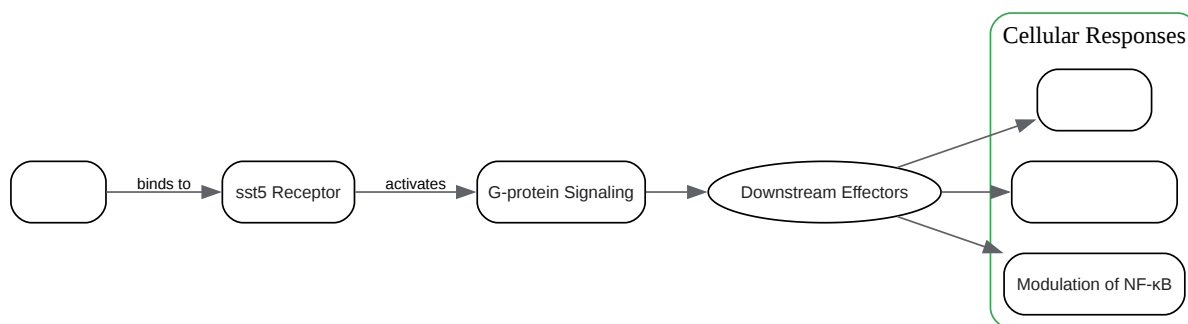 Cellular Responses
binds to
sst5 Receptor
activates
G-protein Signaling
Downstream Effectors
Modulation of NF-κB